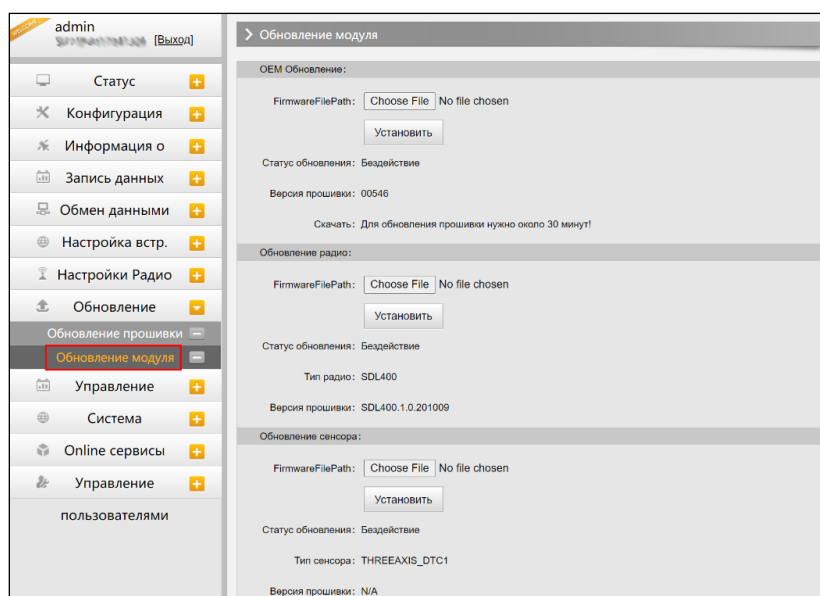 WELCOME
admin
[Выход]
Статус
Конфигурация
Информация о
Запись данных
Обмен данными
Настройка встр.
Настройки Радио
Обновление
Обновление прошивки
Обновление модуля
Управление
Система
Online сервисы
Управление
пользователями
Обновление модуля
OEM Обновление:
FirmwareFilePath: Choose File No file chosen
Установить
Статус обновления: Бездействие
Версия прошивки: 00546
Скачать: Для обновления прошивки нужно около 30 минут!
Обновление радио:
FirmwareFilePath: Choose File No file chosen
Установить
Статус обновления: Бездействие
Тип радио: SDL400
Версия прошивки: SDL400.1.0.201009
Обновление сенсора:
FirmwareFilePath: Choose File No file chosen
Установить
Статус обновления: Бездействие
Тип сенсора: THREEAXIS_DTC1
Версия прошивки: N/A